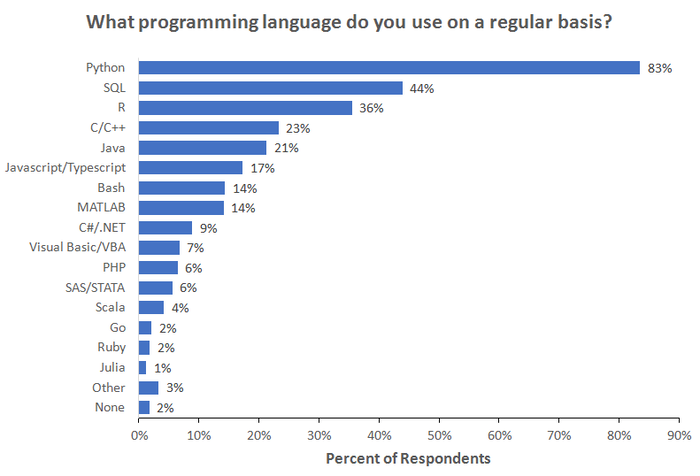 What programming language do you use on a regular basis?
Python 83%
SQL 44%
R 36%
C/C++ 23%
Java 21%
Javascript/Typescript 17%
Bash 14%
MATLAB 14%
C#/.NET 9%
Visual Basic/VBA 7%
PHP 6%
SAS/STATA 6%
Scala 4%
Go 2%
Ruby 2%
Julia 1%
Other 3%
None 2%
0% 10% 20% 30% 40% 50% 60% 70% 80% 90%
Percent of Respondents